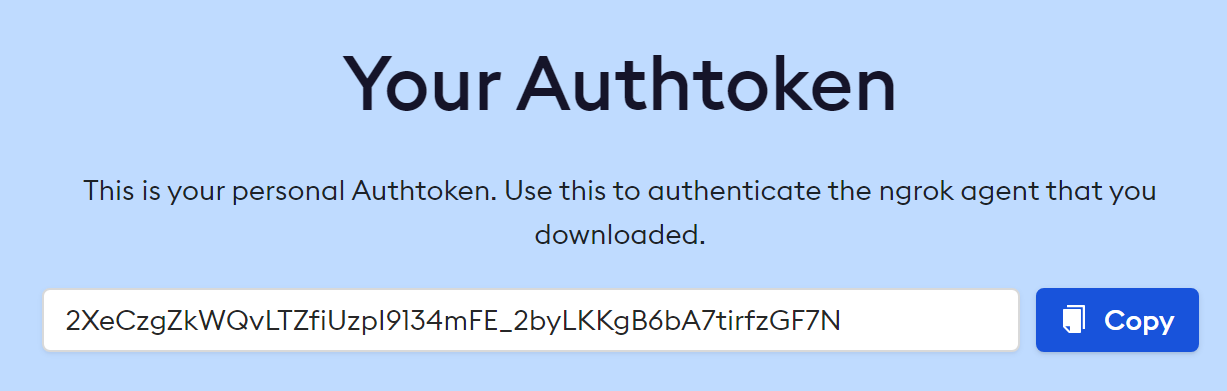 Your Authtoken
This is your personal Authtoken. Use this to authenticate the ngrok agent that you
downloaded.
2XeCzgZkWQvLTZfiUzpI9134mFE_2byLKKgB6bA7tirfzGF7N
Copy